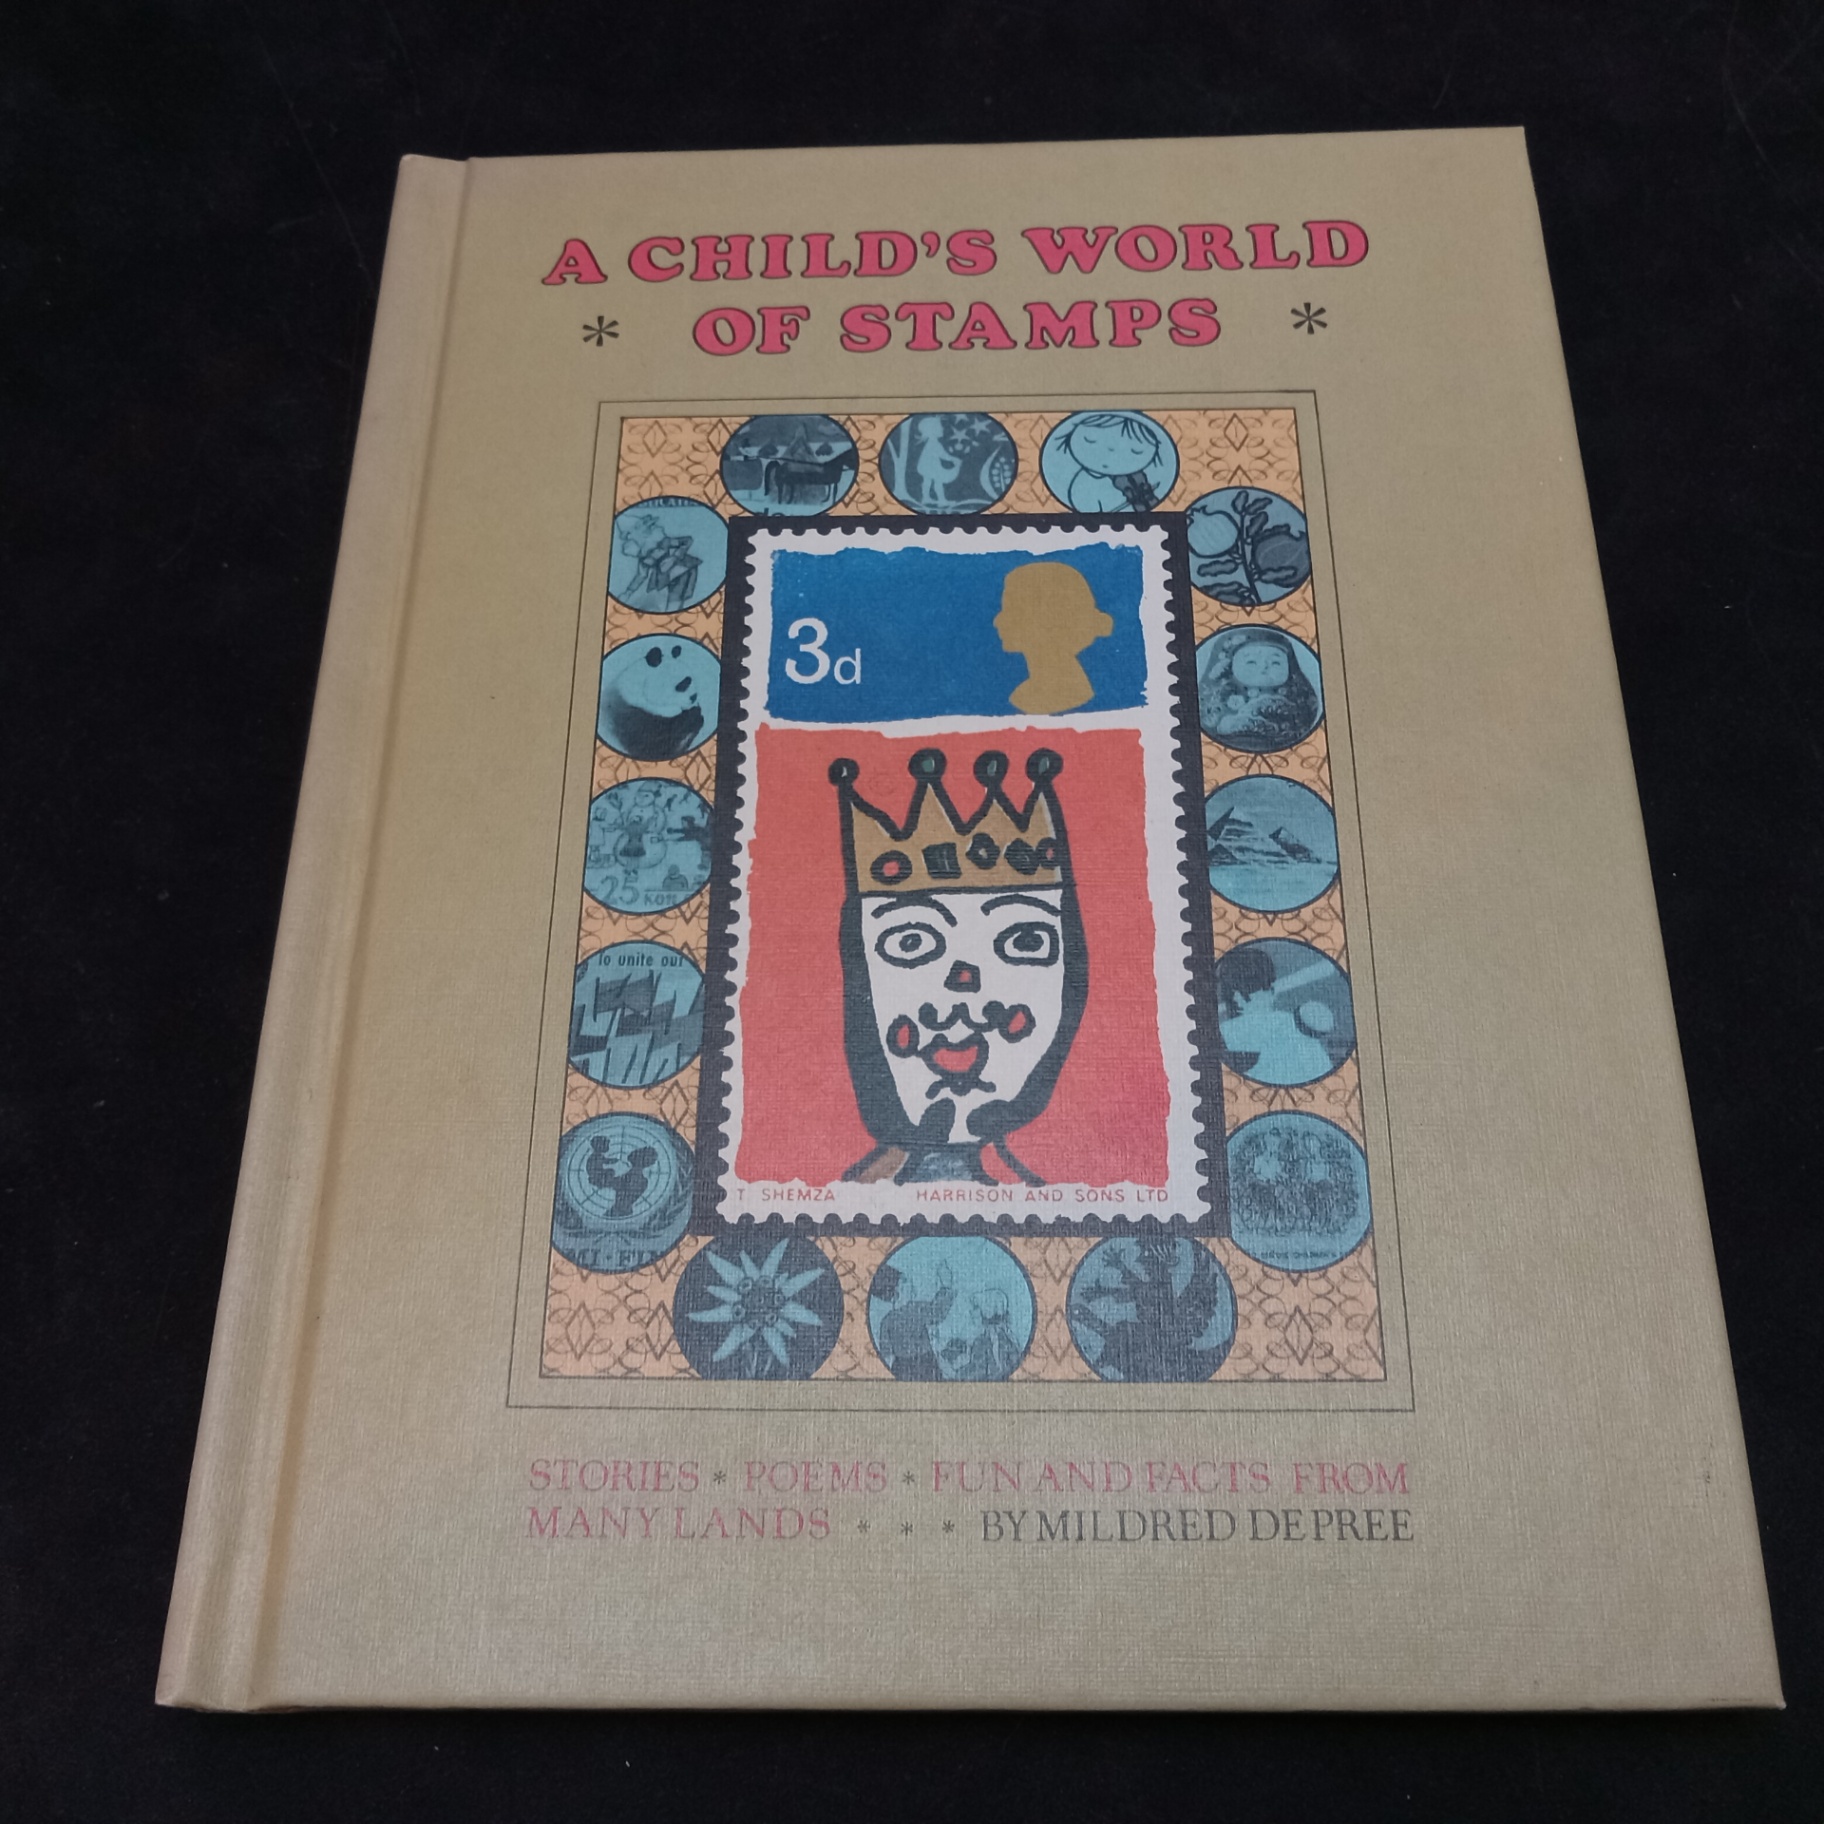 A CHILD'S WORLD
* OF STAMPS *
3d
25 KON
to unite our
T. SHEMZA HARRISON AND SONS LTD
STORIES * POEMS * FUN AND FACTS FROM
MANY LANDS * * * BY MILDRED DEPREE